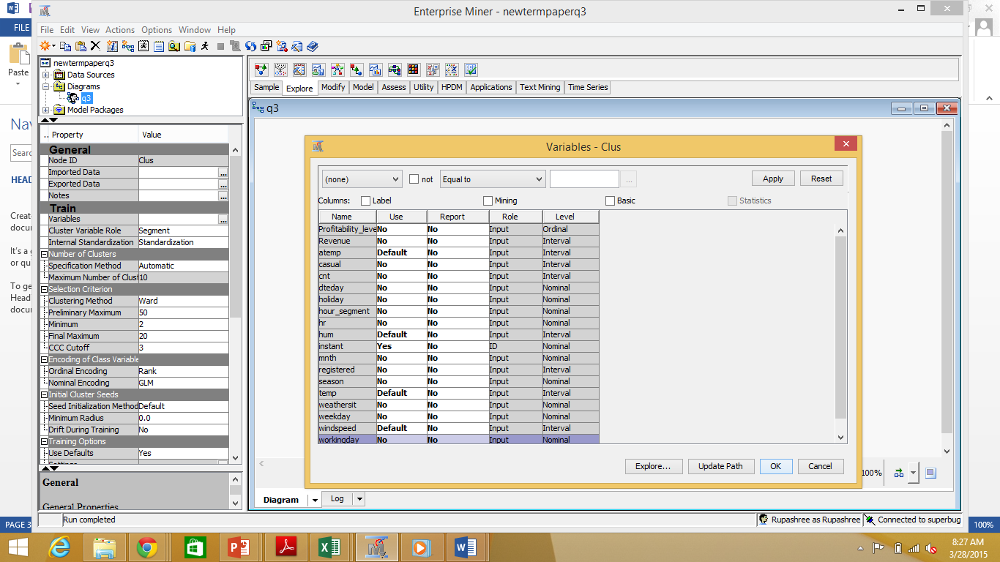 Enterprise Miner - newtermpaperq3
FILE
File Edit View Actions Options Window Help
Paste
newtermpaperq3
Data Sources
Diagrams
q3
Model Packages
Sample Explore Modify Model Assess Utility HPDM Applications Text Mining Time Series
q3
Nav
Searc
HEAD
Create
docum
It's a g
or qui
To get
Head
docum
.. Property Value
General
Node ID Clus
Imported Data ...
Exported Data ...
Notes ...
Train
Variables ...
Cluster Variable Role Segment
Internal Standardization Standardization
Number of Clusters
Specification Method Automatic
Maximum Number of Clust 10
Selection Criterion
Clustering Method Ward
Preliminary Maximum 50
Minimum 2
Final Maximum 20
CCC Cutoff 3
Encoding of Class Variable
Ordinal Encoding Rank
Nominal Encoding GLM
Initial Cluster Seeds
Seed Initialization Method Default
Minimum Radius 0.0
Drift During Training No
Training Options
Use Defaults Yes
Settings
General
General Properties
Variables - Clus
(none) not Equal to ... Apply Reset
Columns: Label Mining Basic Statistics
Name Use Report Role Level
Profitability_leve No No Input Ordinal
Revenue No No Input Interval
atemp Default No Input Interval
casual No No Input Interval
cnt No No Input Interval
dteday No No Input Nominal
holiday No No Input Nominal
hour_segment No No Input Nominal
hr No No Input Nominal
hum Default No Input Interval
instant Yes No ID Nominal
mnth No No Input Nominal
registered No No Input Interval
season No No Input Nominal
temp Default No Input Interval
weathersit No No Input Nominal
weekday No No Input Nominal
windspeed Default No Input Interval
workingday No No Input Nominal
Explore... Update Path OK Cancel
100%
Diagram Log
Run completed
Rupashree as Rupashree Connected to superbug
PAGE 3
100%
8:27 AM
3/28/2015